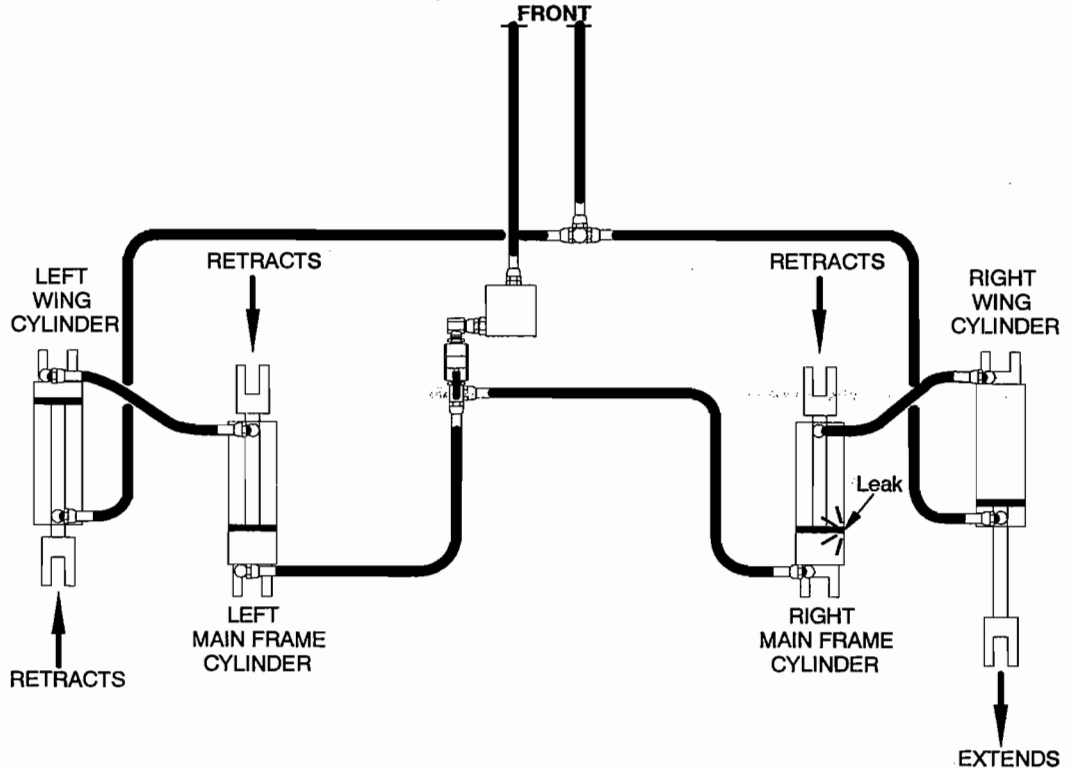 FRONT
RETRACTS
RETRACTS
LEFT
WING
CYLINDER
RIGHT
WING
CYLINDER
Leak
LEFT
MAIN FRAME
CYLINDER
RIGHT
MAIN FRAME
CYLINDER
RETRACTS
EXTENDS